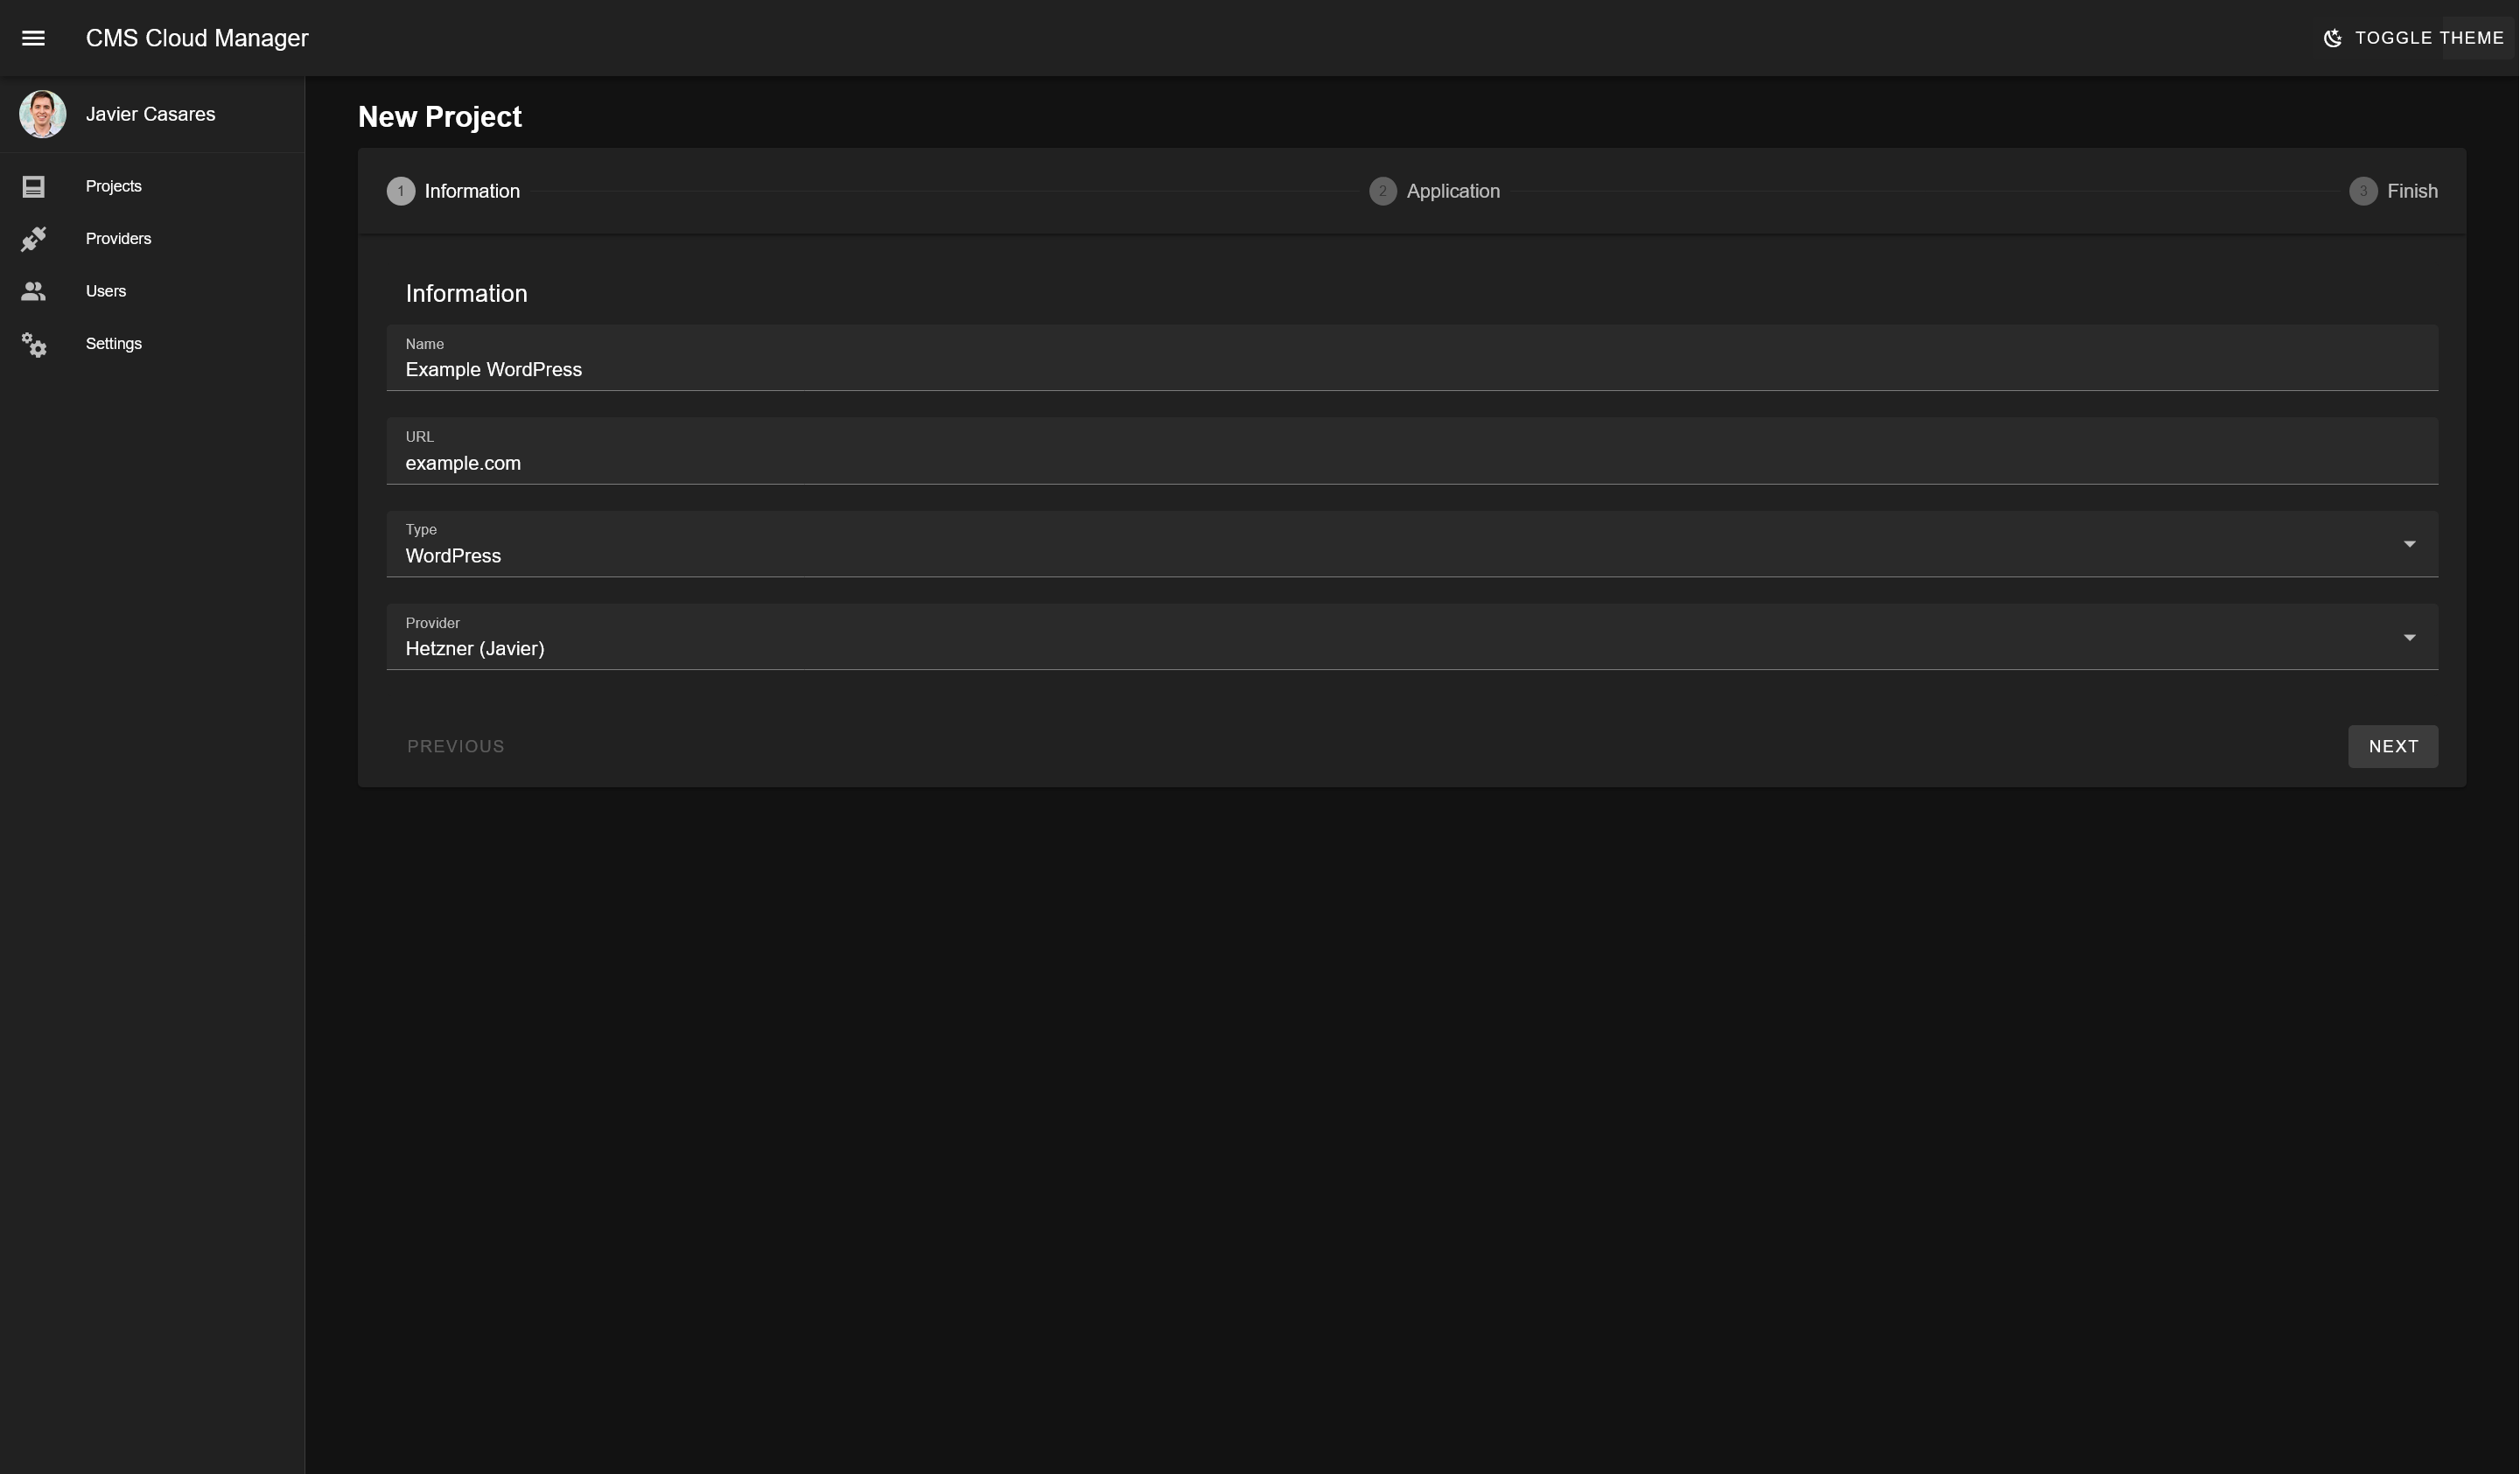 CMS Cloud Manager
TOGGLE THEME
Javier Casares
Projects
Providers
Users
Settings
New Project
1 Information
2 Application
3 Finish
Information
Name
Example WordPress
URL
example.com
Type
WordPress
Provider
Hetzner (Javier)
PREVIOUS
NEXT